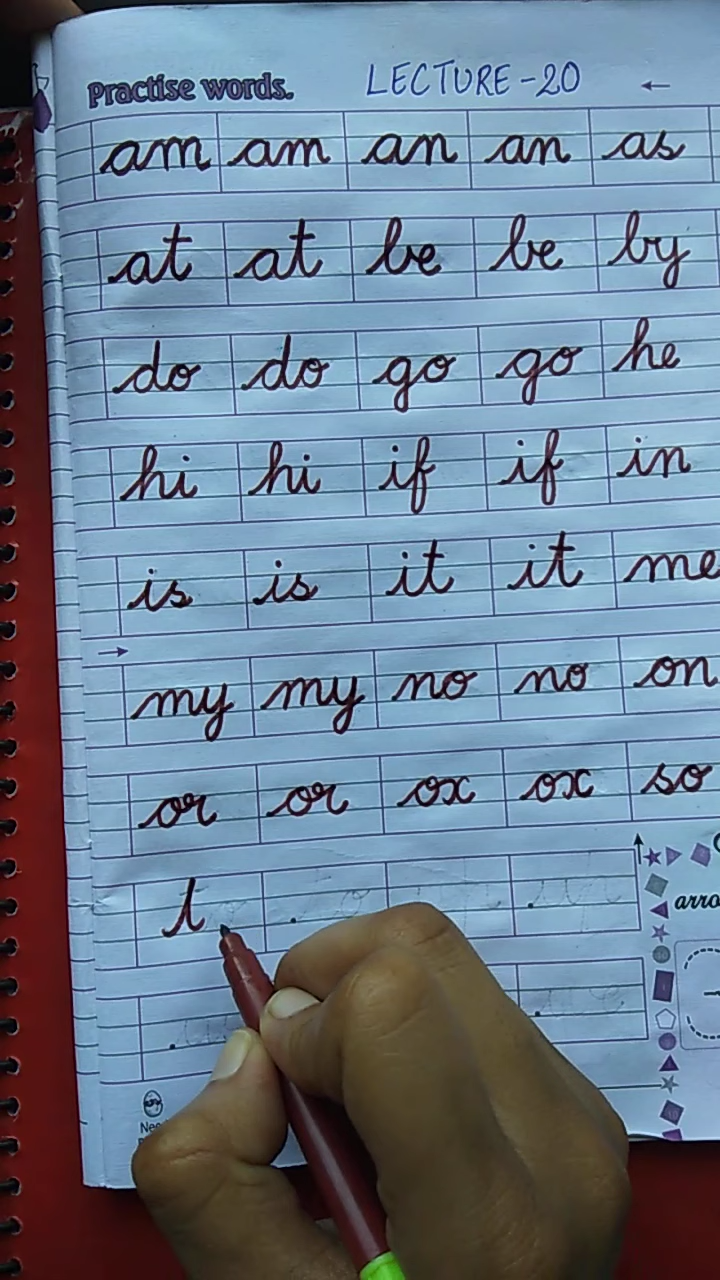 Practise words. LECTURE-20 ←
am am an an as
at at be be by
do do go go he
hi hi if if in
is is it it me
→
my my no no on
or or ox ox so
arro